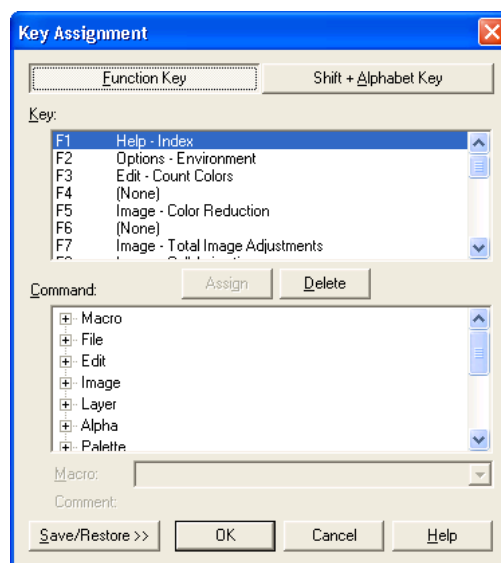 Key Assignment
Function Key
Shift + Alphabet Key
Key:
F1 Help - Index
F2 Options - Environment
F3 Edit - Count Colors
F4 (None)
F5 Image - Color Reduction
F6 (None)
F7 Image - Total Image Adjustments
Command:
Assign
Delete
Macro
File
Edit
Image
Layer
Alpha
Palette
Macro:
Comment:
Save/Restore >>
OK
Cancel
Help